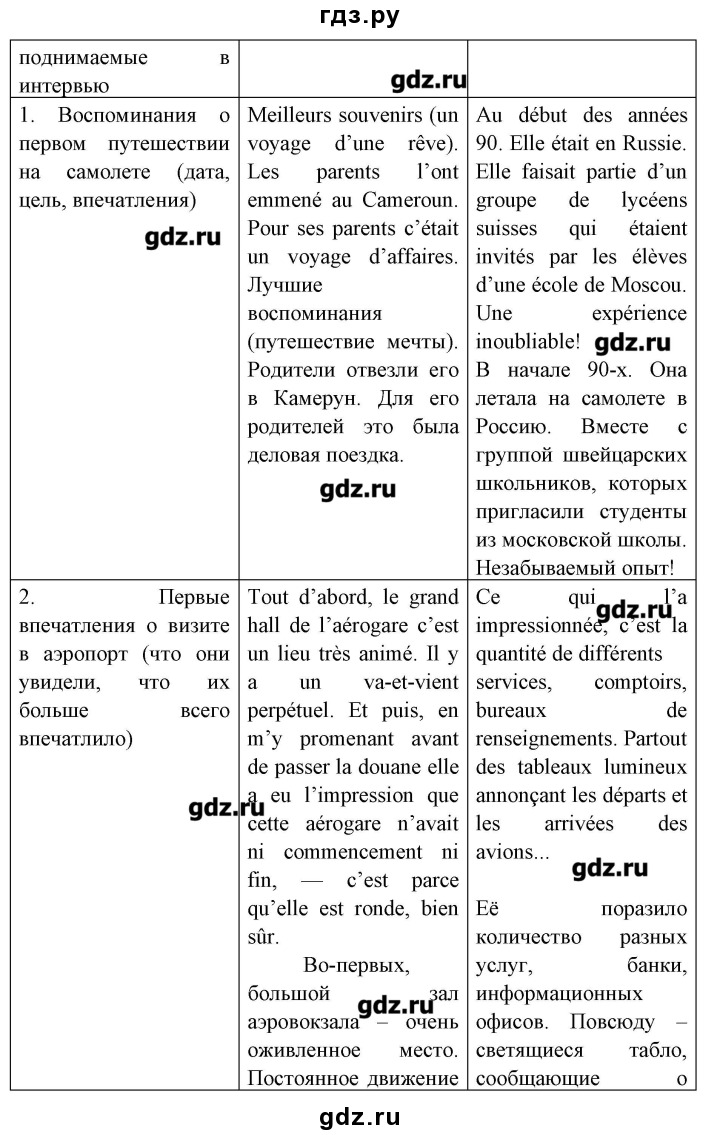 гдз.ру
поднимаемые в
интервью
gdz.ru
1. Воспоминания о
первом путешествии
на самолете (дата,
цель, впечатления)
gdz.ru
Meilleurs souvenirs (un
voyage d’une rêve).
Les parents l’ont
emmené au Cameroun.
Pour ses parents c’était
un voyage d’affaires.
Лучшие
воспоминания
(путешествие мечты).
Родители отвезли его
в Камерун. Для его
родителей это была
деловая поездка.
gdz.ru
Au début des années
90. Elle était en Russie.
Elle faisait partie d’un
groupe de lycéens
suisses qui étaient
invités par les élèves
d’une école de Moscou.
Une expérience
inoubliable!
gdz.ru
В начале 90-х. Она
летала на самолете в
Россию. Вместе с
группой швейцарских
школьников, которых
пригласили студенты
из московской школы.
Незабываемый опыт!
2. Первые
впечатления о визите
в аэропорт (что они
увидели, что их
больше всего
впечатлило)
gdz.ru
Tout d’abord, le grand
hall de l’aérogare c’est
un lieu très animé. Il y
a un va-et-vient
perpétuel. Et puis, en
m’y promenant avant
de passer la douane elle
a eu l’impression que
cette aérogare n’avait
ni commencement ni
fin, — c’est parce
qu’elle est ronde, bien
sûr.
Во-первых,
большой зал
gdz.ru
аэровокзала – очень
оживленное место.
Постоянное движение
Ce qui l’a
gdz.ru
impressionnée, c’est la
quantité de différents
services, comptoirs,
bureaux de
renseignements. Partout
des tableaux lumineux
annonçant les départs et
les arrivées des
avions...
gdz.ru
Её поразило
количество разных
услуг, банки,
информационных
офисов. Повсюду –
светящиеся табло,
сообщающие о
gdz.ru